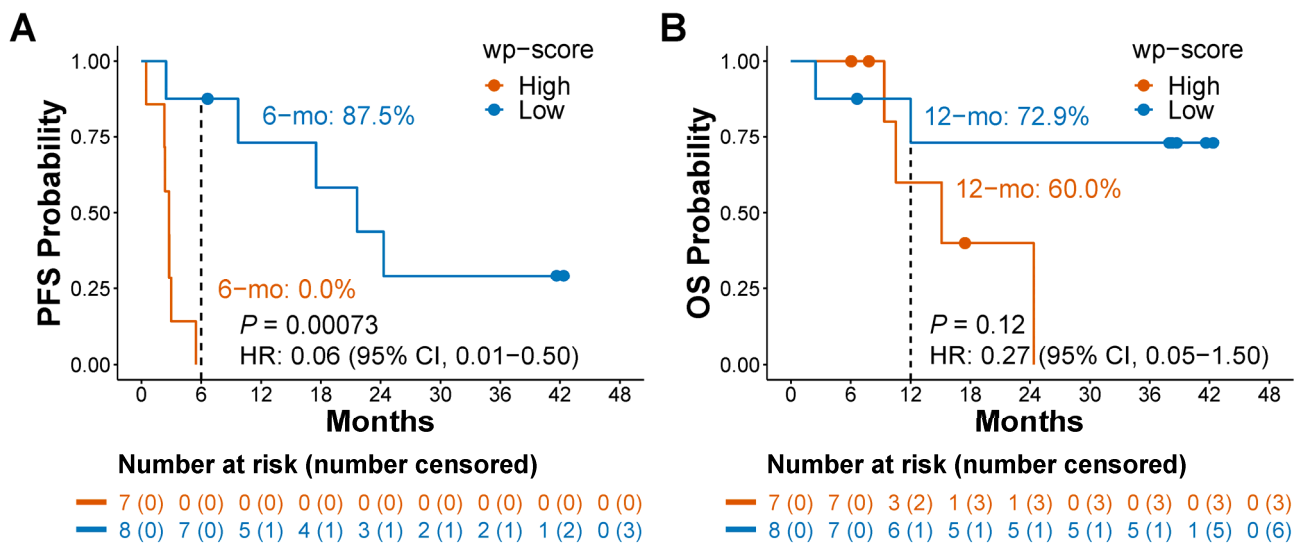 A
PFS Probability
1.00
0.75
0.50
0.25
0.00
wp−score
High
Low
6−mo: 87.5%
6−mo: 0.0%
P = 0.00073
HR: 0.06 (95% CI, 0.01−0.50)
0 6 12 18 24 30 36 42 48
Months
Number at risk (number censored)
7 (0) 0 (0) 0 (0) 0 (0) 0 (0) 0 (0) 0 (0) 0 (0) 0 (0)
8 (0) 7 (0) 5 (1) 4 (1) 3 (1) 2 (1) 2 (1) 1 (2) 0 (3)
B
OS Probability
1.00
0.75
0.50
0.25
0.00
wp−score
High
Low
12−mo: 72.9%
12−mo: 60.0%
P = 0.12
HR: 0.27 (95% CI, 0.05−1.50)
0 6 12 18 24 30 36 42 48
Months
Number at risk (number censored)
7 (0) 7 (0) 3 (2) 1 (3) 1 (3) 0 (3) 0 (3) 0 (3) 0 (3)
8 (0) 7 (0) 6 (1) 5 (1) 5 (1) 5 (1) 5 (1) 1 (5) 0 (6)